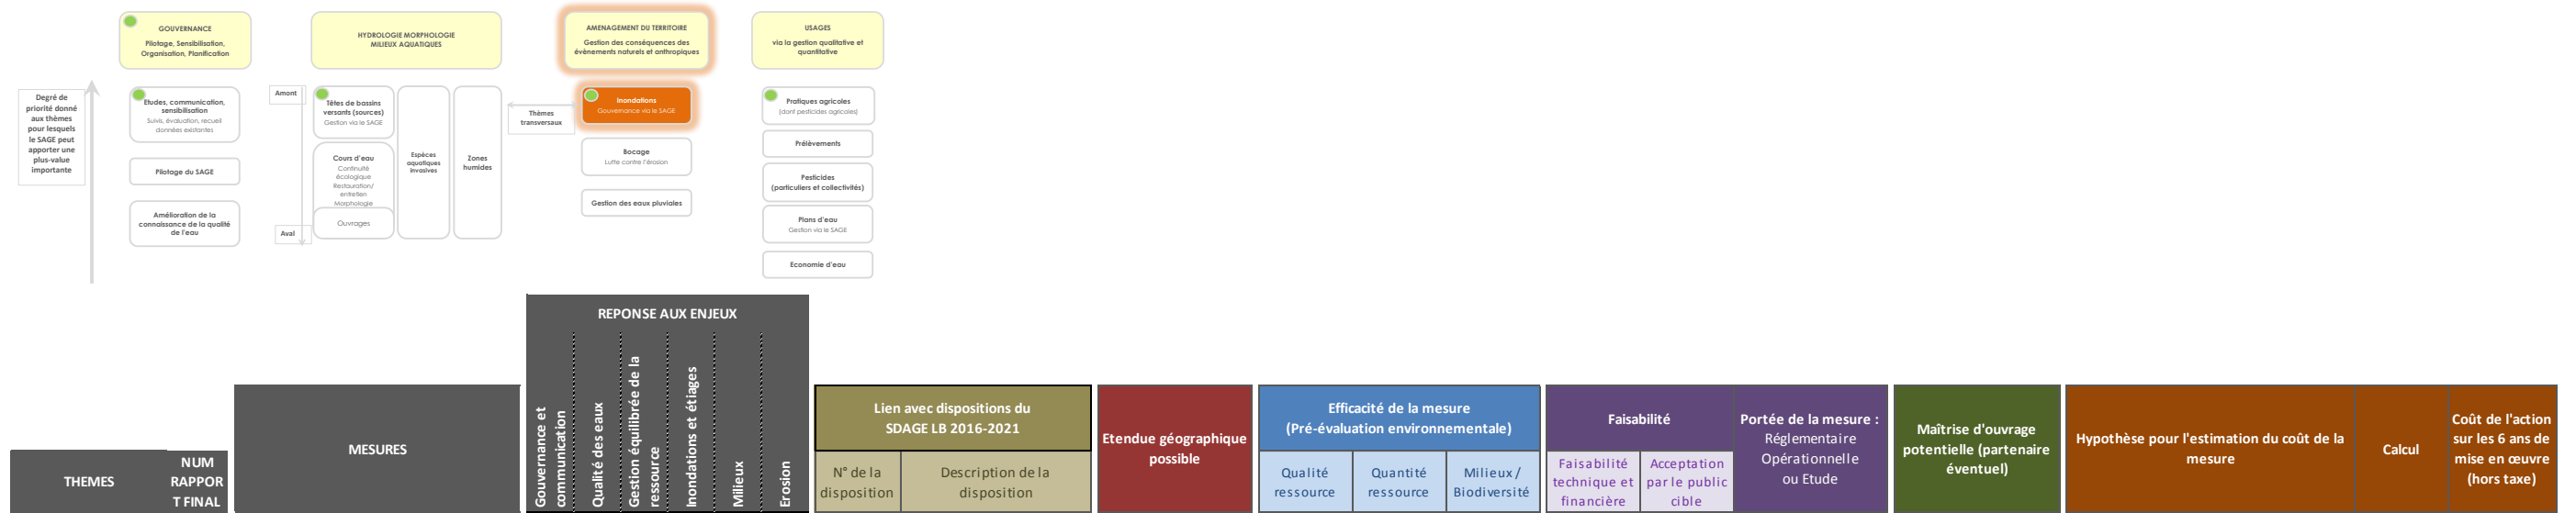 GOUVERNANCE
Pilotage, Sensibilisation,
Organisation, Planification
HYDROLOGIE MORPHOLOGIE
MILIEUX AQUATIQUES
AMENAGEMENT DU TERRITOIRE
Gestion des conséquences des
évènements naturels et anthropiques
USAGES
via la gestion qualitative et
quantitative
Degré de
priorité donné
aux thèmes
pour lesquels
le SAGE peut
apporter une
plus-value
importante
Etudes, communication,
sensibilisation
Suivis, évaluation, recueil
données existantes
Pilotage du SAGE
Amélioration de la
connaissance de la qualité
de l'eau
Amont
Aval
Têtes de bassins
versants (sources)
Gestion via le SAGE
Cours d'eau
Continuité
écologique
Restauration/
entretien
Morphologie
Ouvrages
Espèces
aquatiques
invasives
Zones
humides
Thèmes
transversaux
Inondations
Gouvernance via le SAGE
Bocage
Lutte contre l'érosion
Gestion des eaux pluviales
Pratiques agricoles
(dont pesticides agricoles)
Prélèvements
Pesticides
(particuliers et collectivités)
Plans d'eau
Gestion via le SAGE
Economie d'eau
THEMES
NUM
RAPPOR
T FINAL
MESURES
REPONSE AUX ENJEUX
Gouvernance et
communication
Qualité des eaux
Gestion équilibrée de la
ressource
Inondations et étiages
Milieux
Erosion
Lien avec dispositions du
SDAGE LB 2016-2021
N° de la
disposition
Description de la
disposition
Etendue géographique
possible
Efficacité de la mesure
(Pré-évaluation environnementale)
Qualité
ressource
Quantité
ressource
Milieux /
Biodiversité
Faisabilité
Faisabilité
technique et
financière
Acceptation
par le public
cible
Portée de la mesure :
Réglementaire
Opérationnelle
ou Etude
Maîtrise d'ouvrage
potentielle (partenaire
éventuel)
Hypothèse pour l'estimation du coût de la
mesure
Calcul
Coût de l'action
sur les 6 ans de
mise en œuvre
(hors taxe)